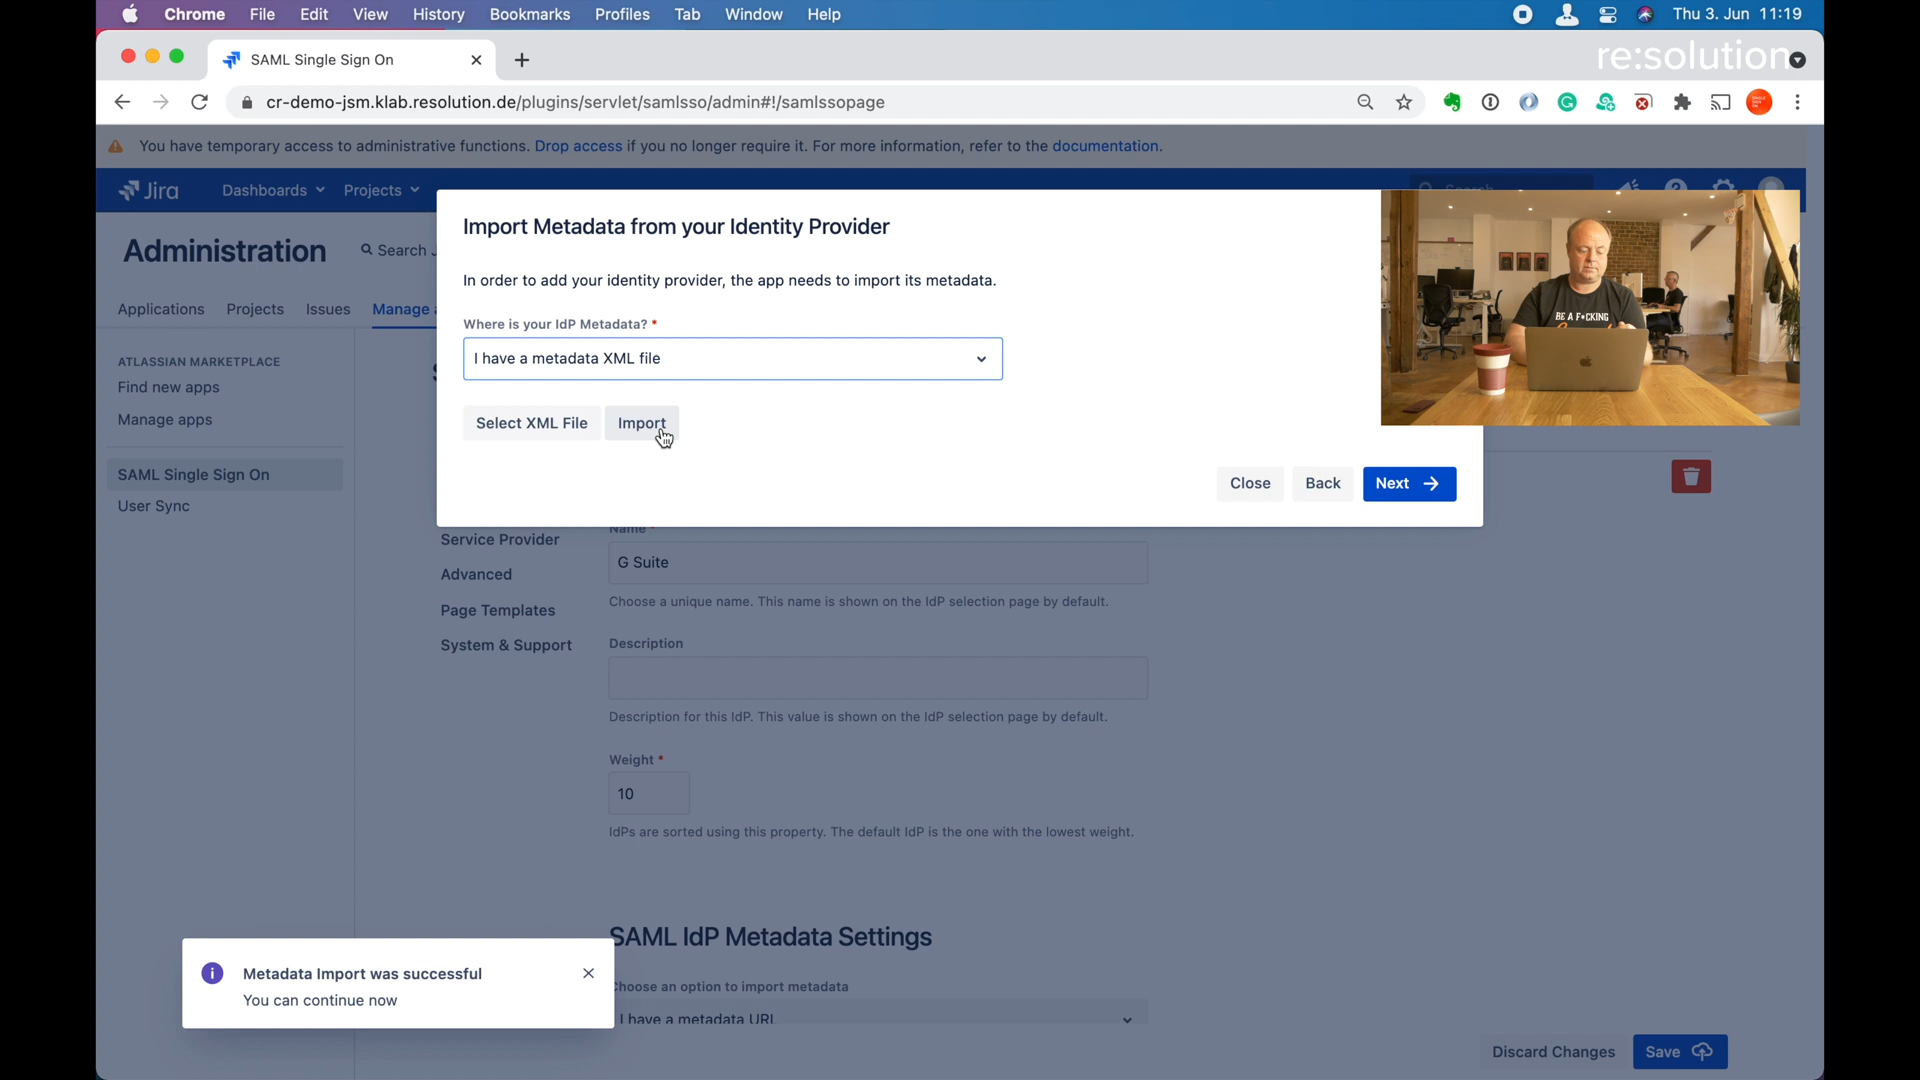 Chrome File Edit View History Bookmarks Profiles Tab Window Help Thu 3. Jun 11:19
SAML Single Sign On
re:solution
cr-demo-jsm.klab.resolution.de/plugins/servlet/samlsso/admin#!/samlssopage
You have temporary access to administrative functions. Drop access if you no longer require it. For more information, refer to the documentation.
Jira Dashboards Projects Search
Import Metadata from your Identity Provider
Administration Search
In order to add your identity provider, the app needs to import its metadata.
Applications Projects Issues Manage
Where is your IdP Metadata? *
BE A F*CKING
I have a metadata XML file
ATLASSIAN MARKETPLACE
Find new apps
Manage apps
Select XML File Import
SAML Single Sign On
Close Back Next
User Sync
Name
Service Provider
G Suite
Advanced
Choose a unique name. This name is shown on the IdP selection page by default.
Page Templates
System & Support
Description
Description for this IdP. This value is shown on the IdP selection page by default.
Weight *
10
IdPs are sorted using this property. The default IdP is the one with the lowest weight.
SAML IdP Metadata Settings
Metadata Import was successful
You can continue now
Choose an option to import metadata
I have a metadata URL
Discard Changes Save